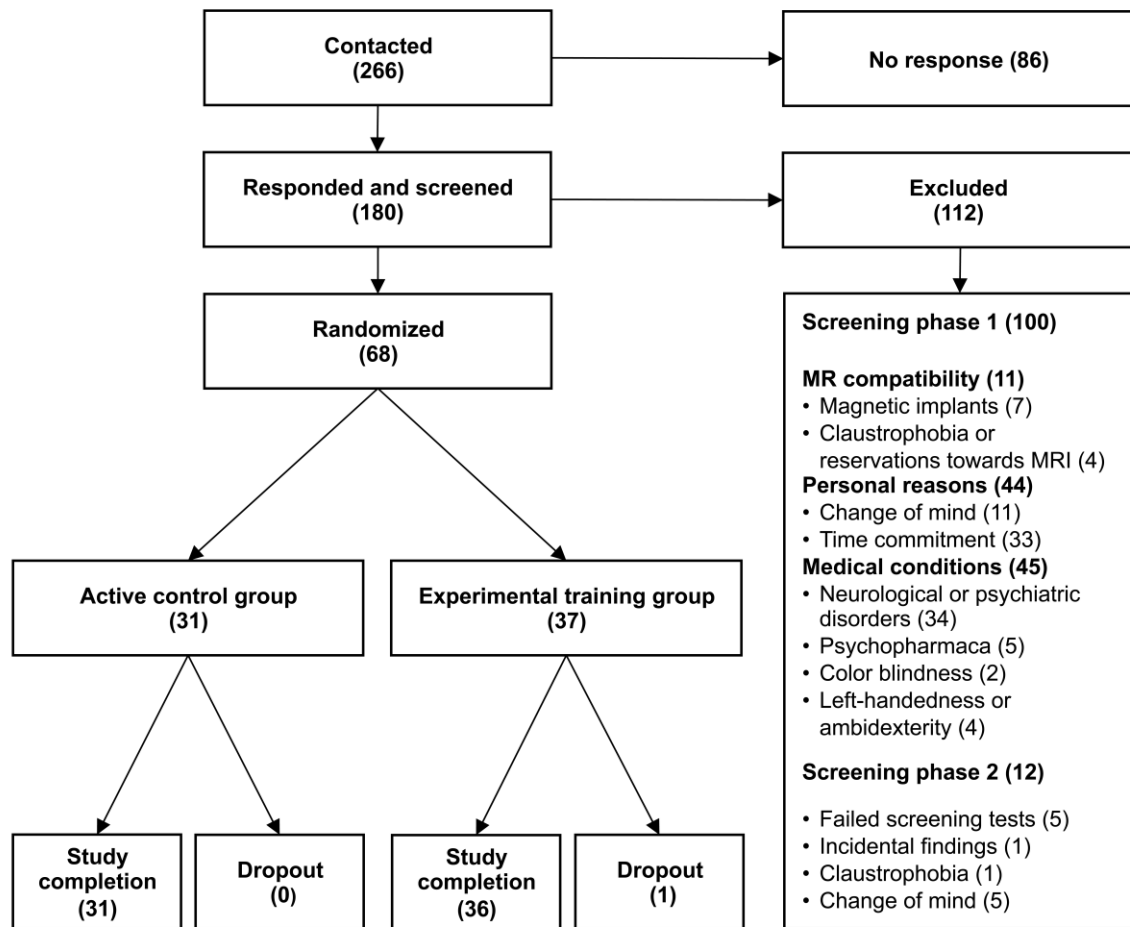 Contacted
(266)
No response (86)
Responded and screened
(180)
Excluded
(112)
Randomized
(68)
Screening phase 1 (100)
MR compatibility (11)
• Magnetic implants (7)
• Claustrophobia or
reservations towards MRI (4)
Personal reasons (44)
• Change of mind (11)
• Time commitment (33)
Medical conditions (45)
• Neurological or psychiatric
disorders (34)
• Psychopharmaca (5)
• Color blindness (2)
• Left-handedness or
ambidexterity (4)
Screening phase 2 (12)
• Failed screening tests (5)
• Incidental findings (1)
• Claustrophobia (1)
• Change of mind (5)
Active control group
(31)
Experimental training group
(37)
Study
completion
(31)
Dropout
(0)
Study
completion
(36)
Dropout
(1)